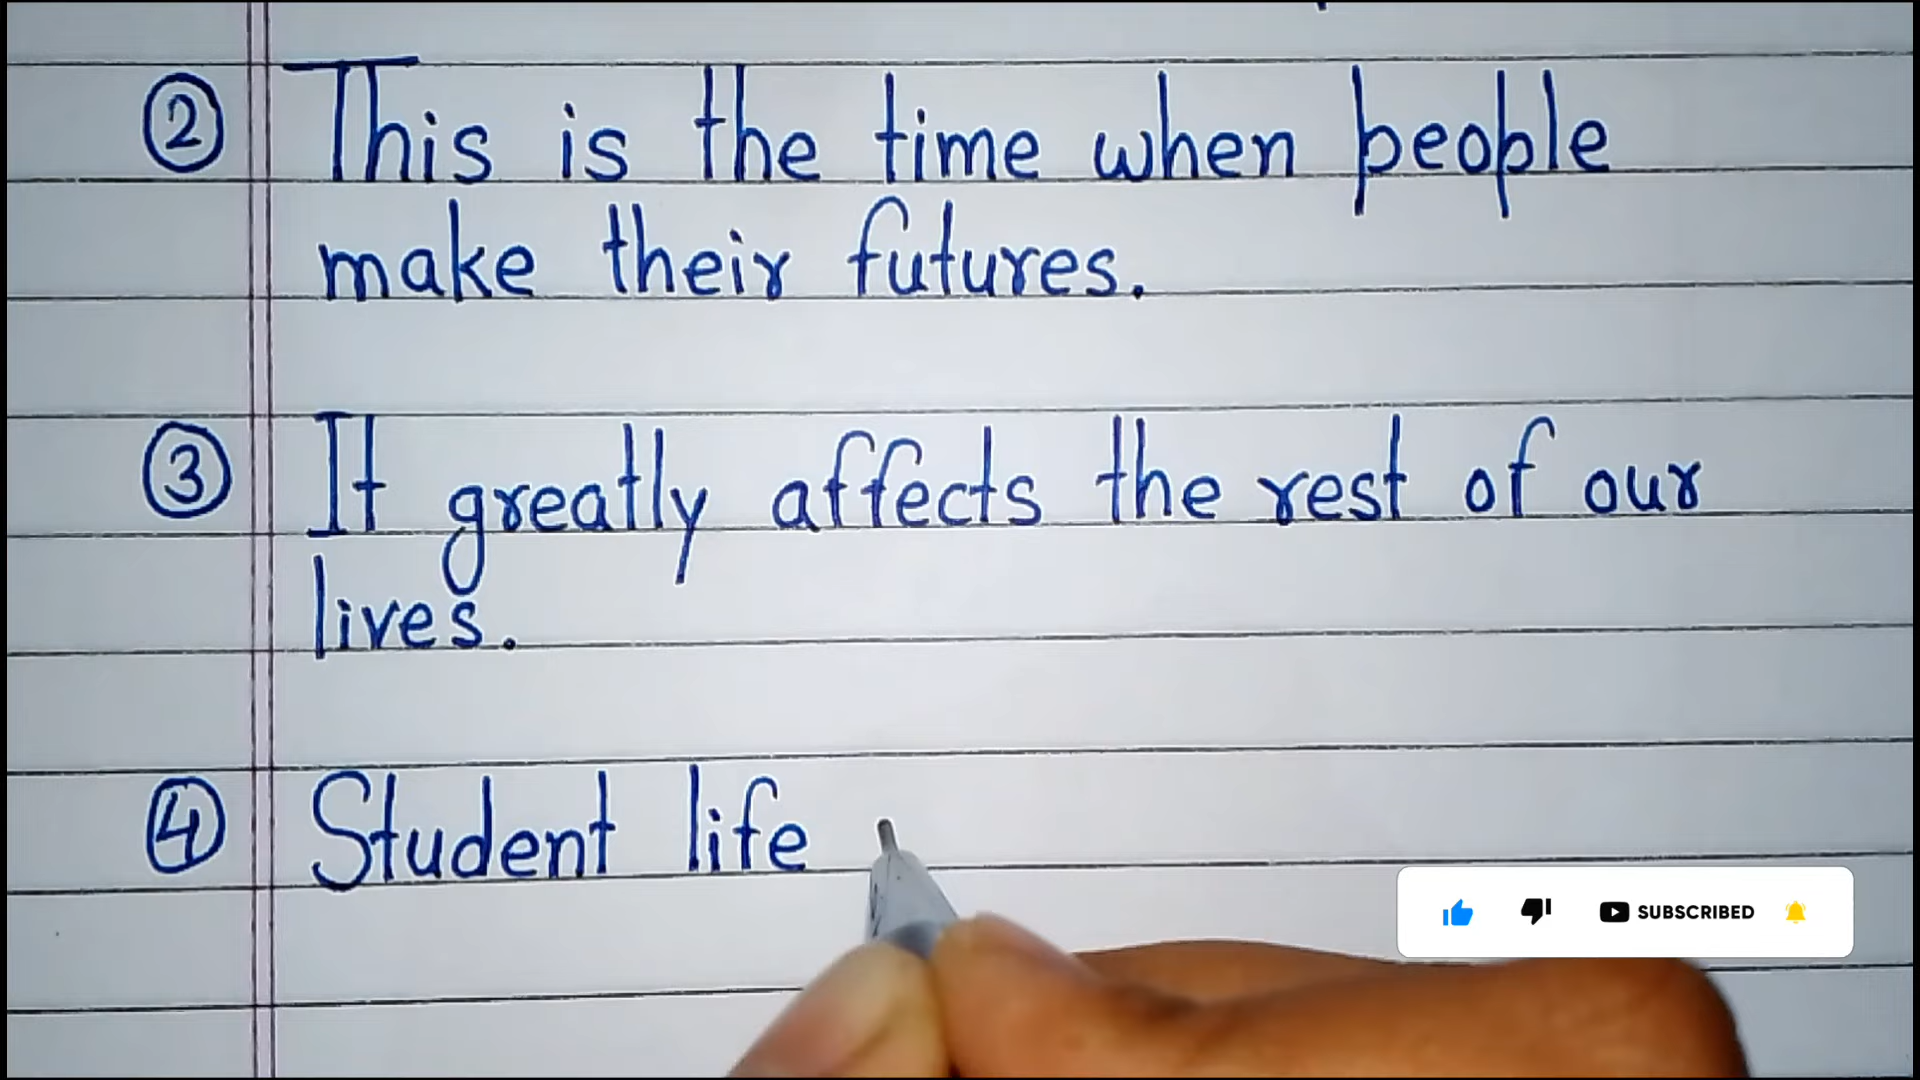 ② This is the time when people
make their futures.
③ It greatly affects the rest of our
lives.
④ Student life
SUBSCRIBED